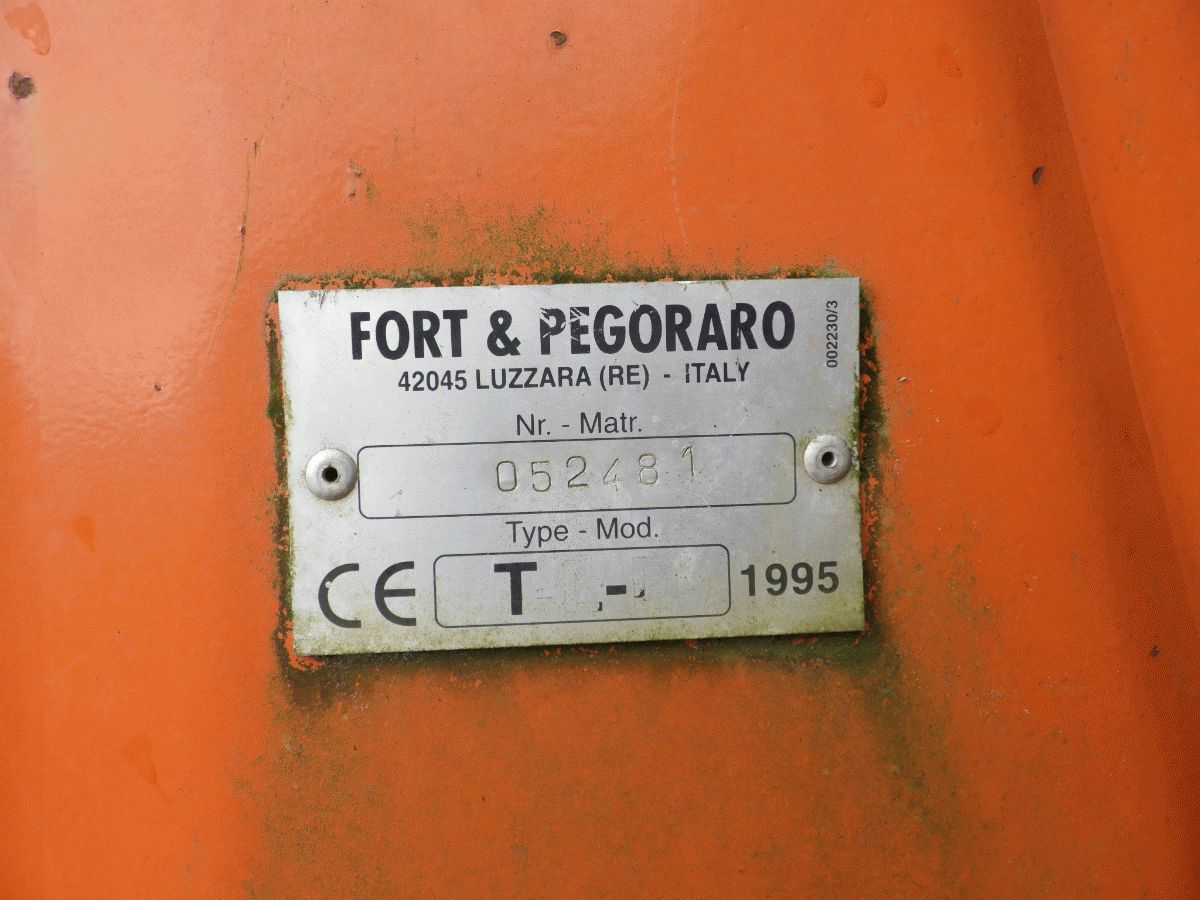 FORT & PEGORARO
002230/3
42045 LUZZARA (RE) - ITALY
Nr. - Matr.
052481
Type - Mod.
CE T 1995